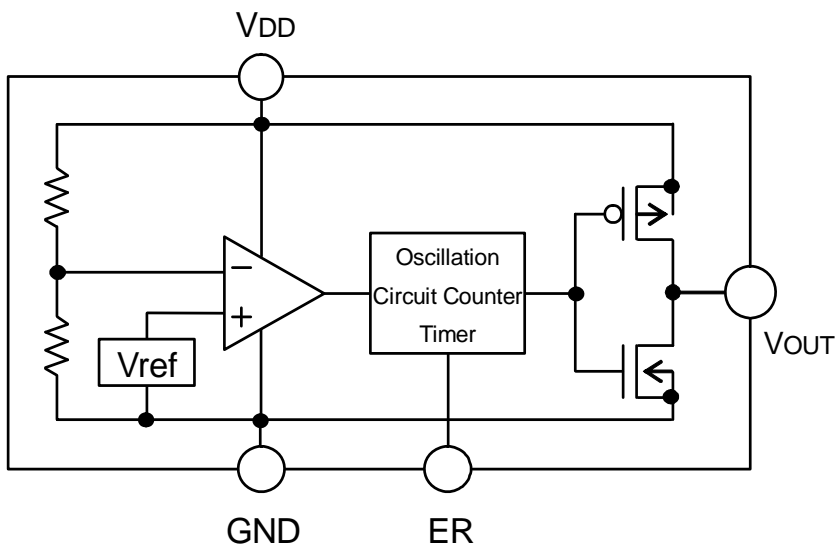 VDD
Oscillation
Circuit Counter
Timer
−
+
Vref
VOUT
GND
ER